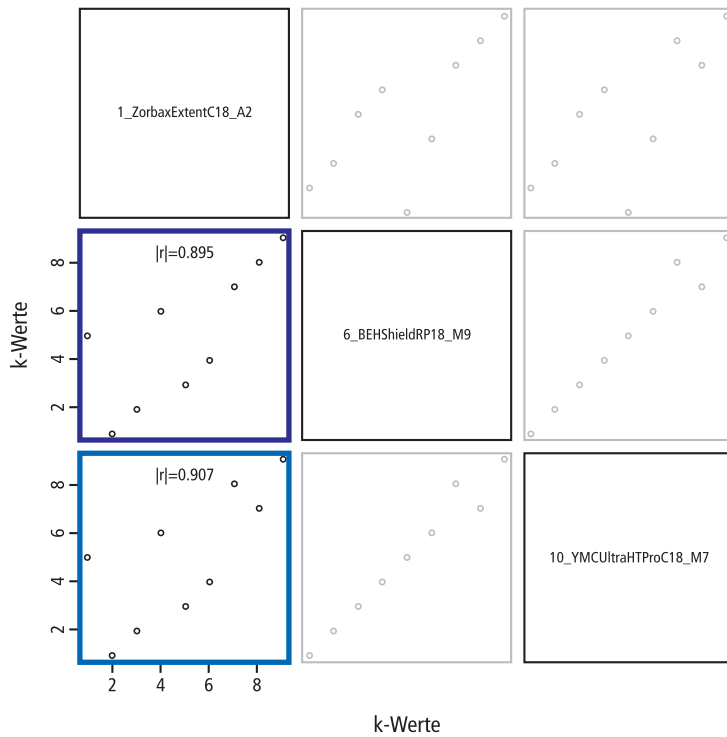 1_ZorbaxExtentC18_A2
|r|=0.895
8
6
4
2
k-Werte
6_BEHShieldRP18_M9
|r|=0.907
8
6
4
2
10_YMCUltraHTProC18_M7
2 4 6 8
k-Werte